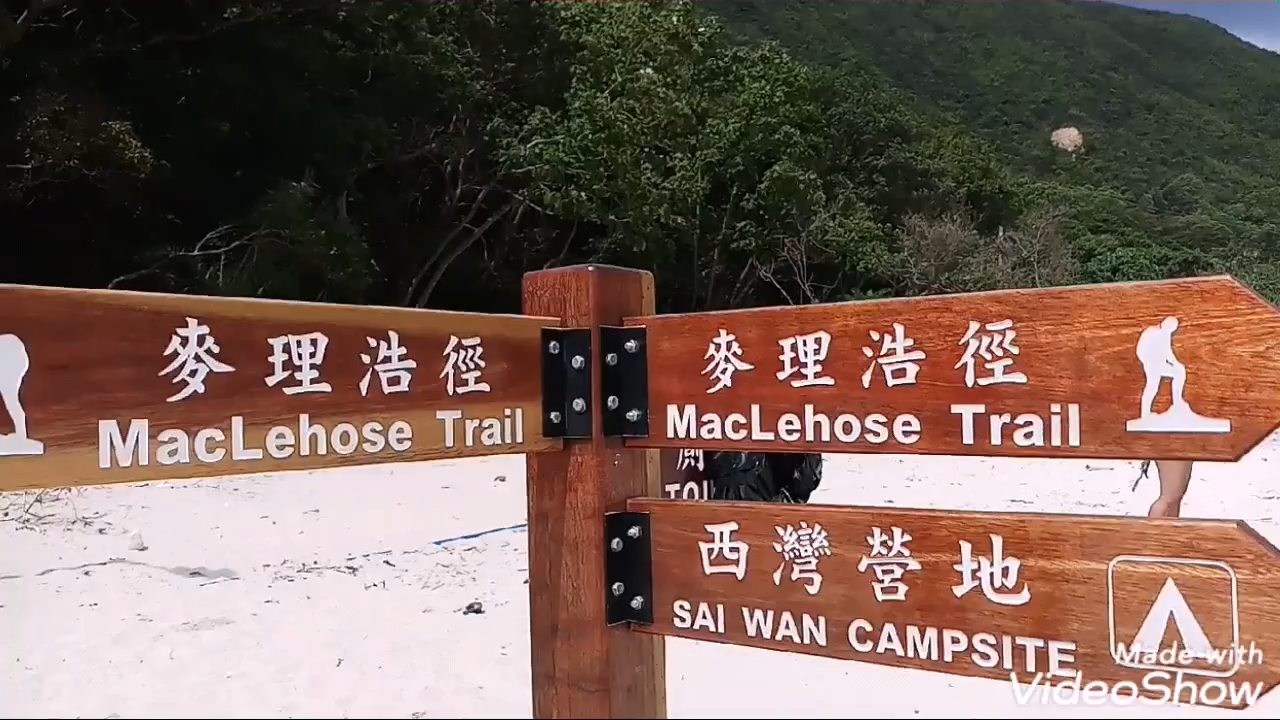 麥理浩徑
MacLehose Trail
麥理浩徑
MacLehose Trail
廁
西灣營地
SAI WAN CAMPSITE
Made with
VideoShow